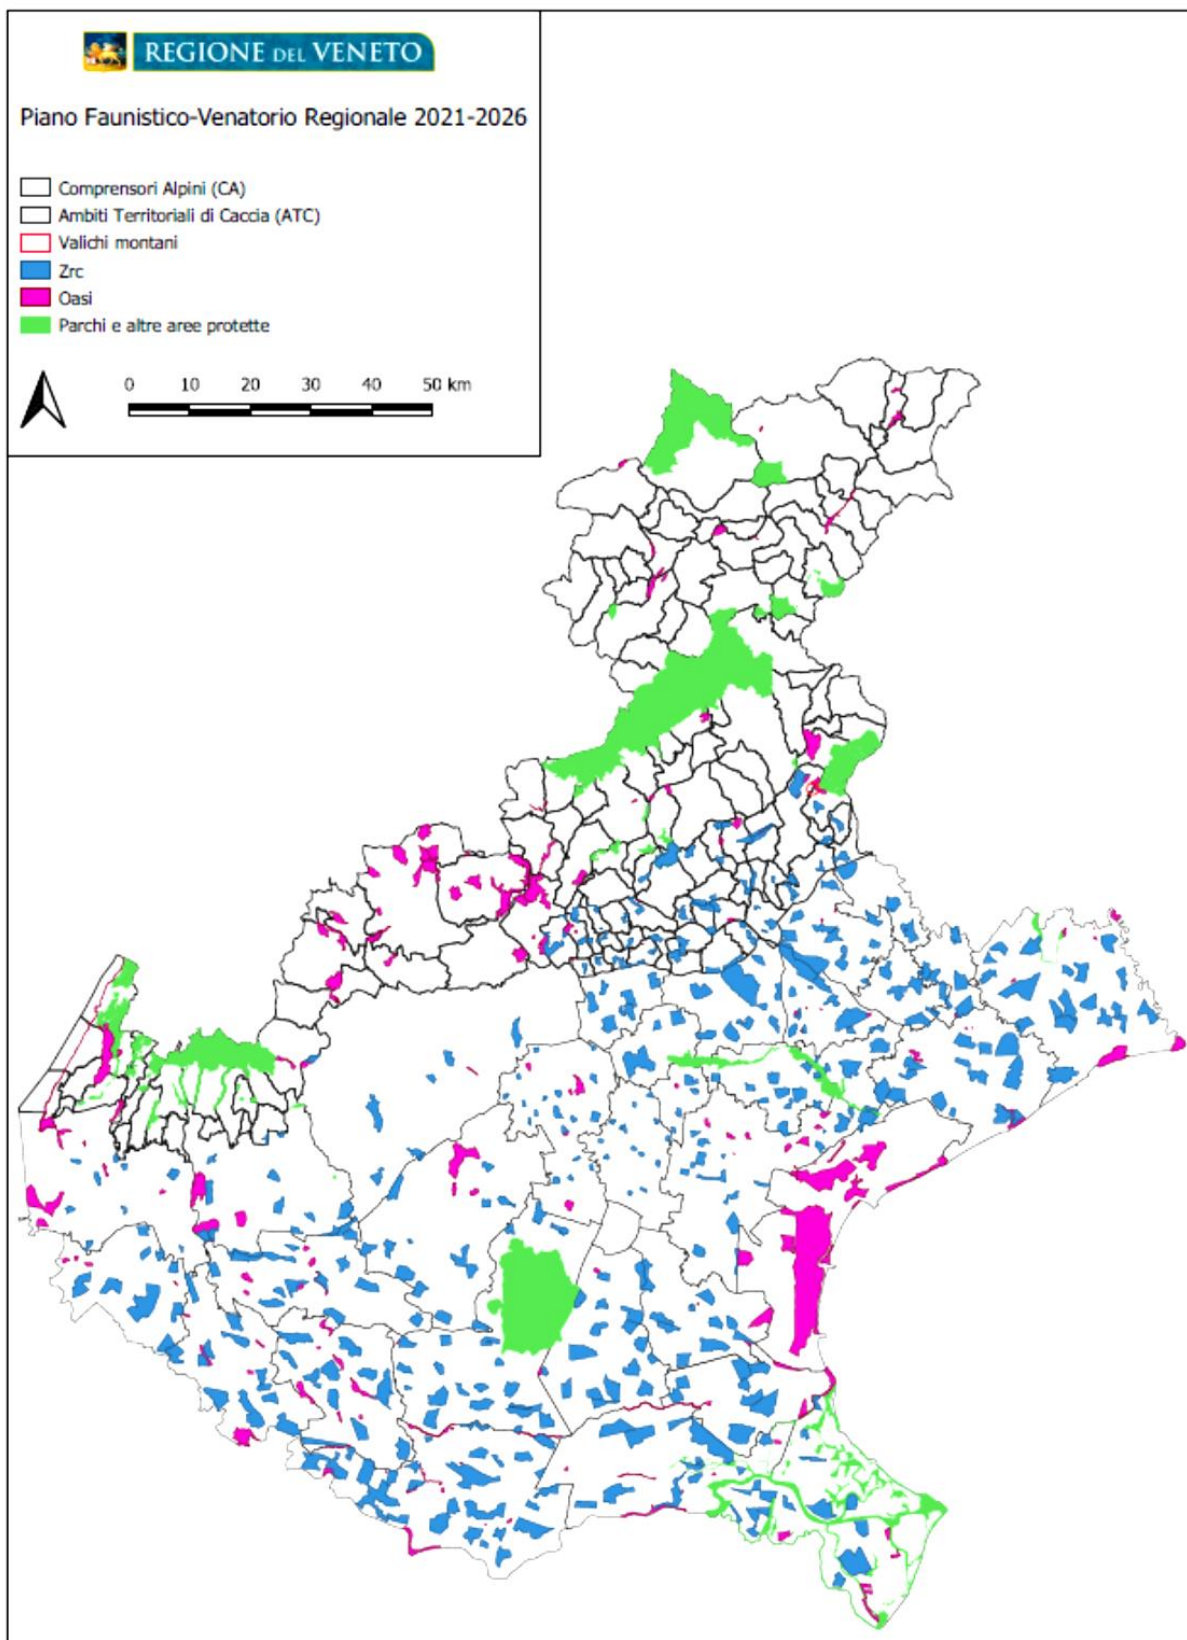 REGIONE DEL VENETO
Piano Faunistico-Venatorio Regionale 2021-2026
Comprensori Alpini (CA)
Ambiti Territoriali di Caccia (ATC)
Valichi montani
Zrc
Oasi
Parchi e altre aree protette
0 10 20 30 40 50 km